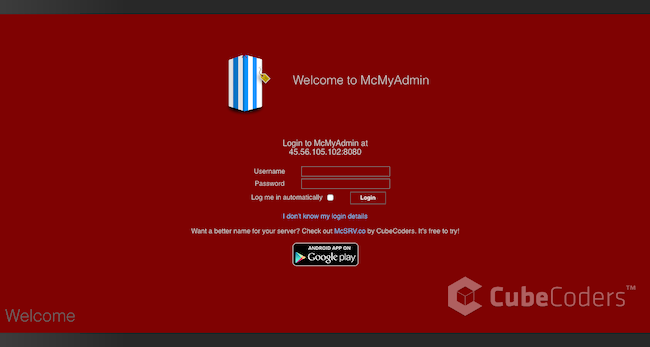 Welcome to McMyAdmin
Login to McMyAdmin at
45.56.105.102:8080
Username
Password
Log me in automatically
Login
I don't know my login details
Want a better name for your server? Check out McSRV.co by CubeCoders. It's free to try!
ANDROID APP ON
Google play
CubeCoders™
Welcome